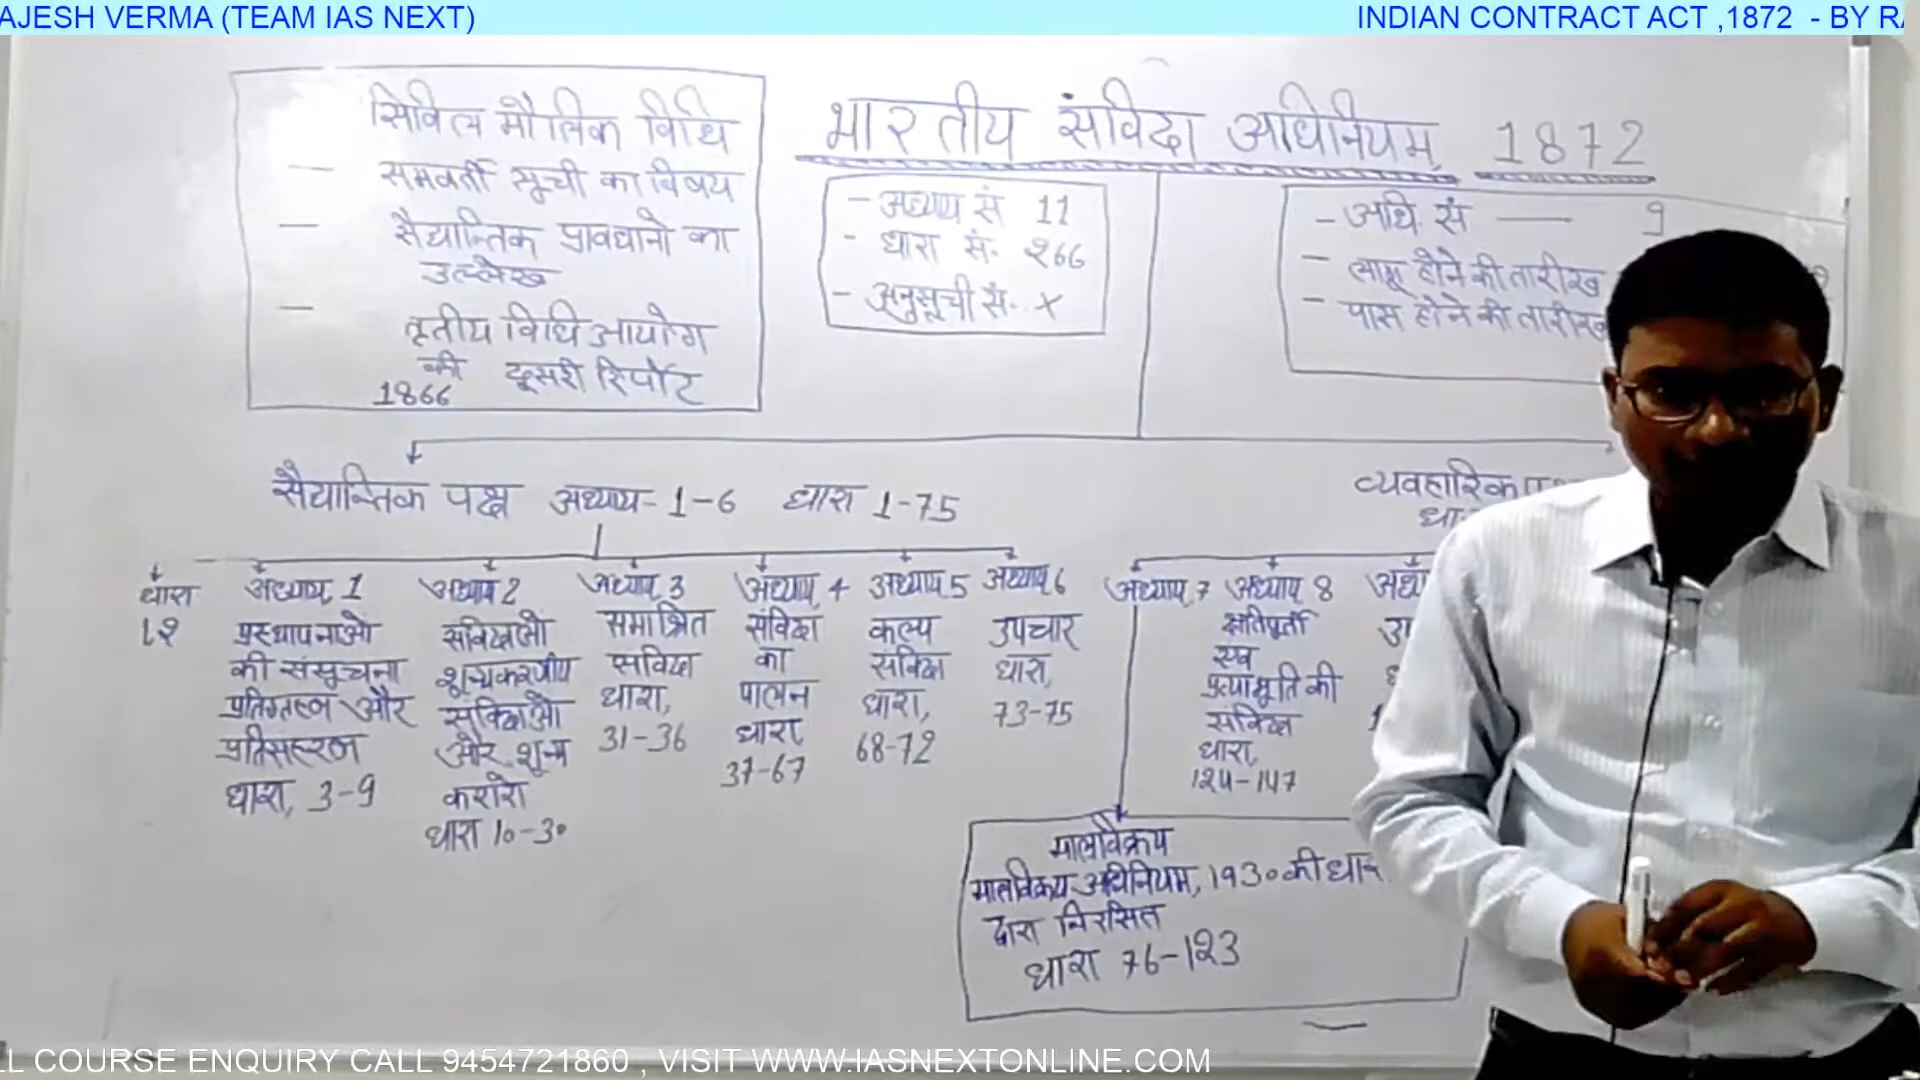 AJESH VERMA (TEAM IAS NEXT)
INDIAN CONTRACT ACT ,1872 - BY RA
भारतीय संविदा अधिनियम, 1872
सिविल मौलिक विधि
— समवर्ती सूची का विषय
— सैद्यान्तिक प्रावधानो का
उल्लेख
— तृतीय विधि आयोग
की दूसरी रिर्पोट
1866
- अध्याय सं 11
- धारा सं. 266
- अनुसूची सं. X
- अधि. सं — 9
- लागू होने की तारीख
- पास होने की तारीख
सैद्यान्तिक पक्ष अध्याय - 1-6 धारा 1-75
व्यवहारिक
धारा
1,2
अध्याय, 1
प्रस्थापनाओ
की संसूचना
प्रतिग्रहण और
प्रतिसंहरण
धारा, 3-9
अध्याय 2
संविदाओ
शून्यकरणीय
संविदाओ
और शून्य
करारो
धारा 10-30
अध्याय, 3
समाश्रित
संविदा
धारा,
31-36
अध्याय, 4
संविदा
का
पालन
धारा,
37-67
अध्याय, 5
कल्प
संविदा
धारा,
68-72
अध्याय, 6
उपचार
धारा,
73-75
अध्याय, 7
मालविक्रय
मालविक्रय अधिनियम, 1930 की धारा
द्वारा निरसित
धारा 76-123
अध्याय, 8
क्षतिपूर्ती
एवं
प्रत्याभूति की
संविदा
धारा,
124-147
LL COURSE ENQUIRY CALL 9454721860 , VISIT WWW.IASNEXTONLINE.COM